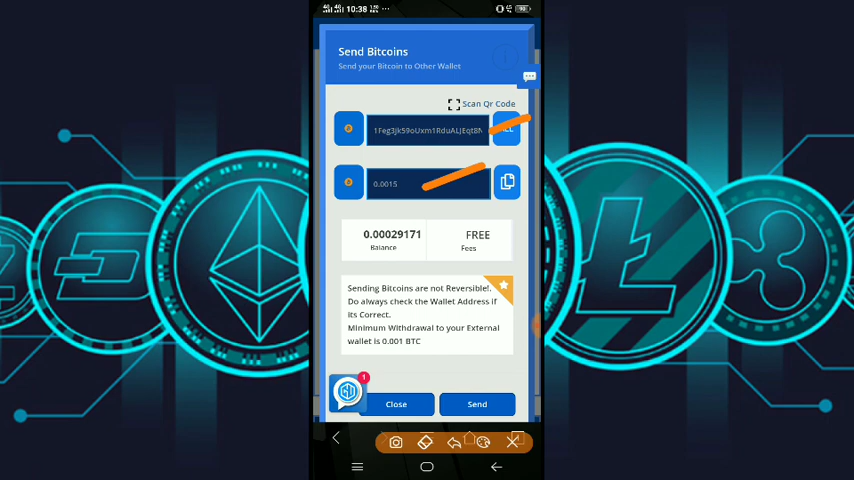 10:38
90
Send Bitcoins
Send your Bitcoin to Other Wallet
Scan Qr Code
0.0015
0.00029171
FREE
Balance
Fees
Sending Bitcoins are not Reversible!.
Do always check the Wallet Address if
its Correct.
Minimum Withdrawal to your External
wallet is 0.001 BTC
1
Close
Send